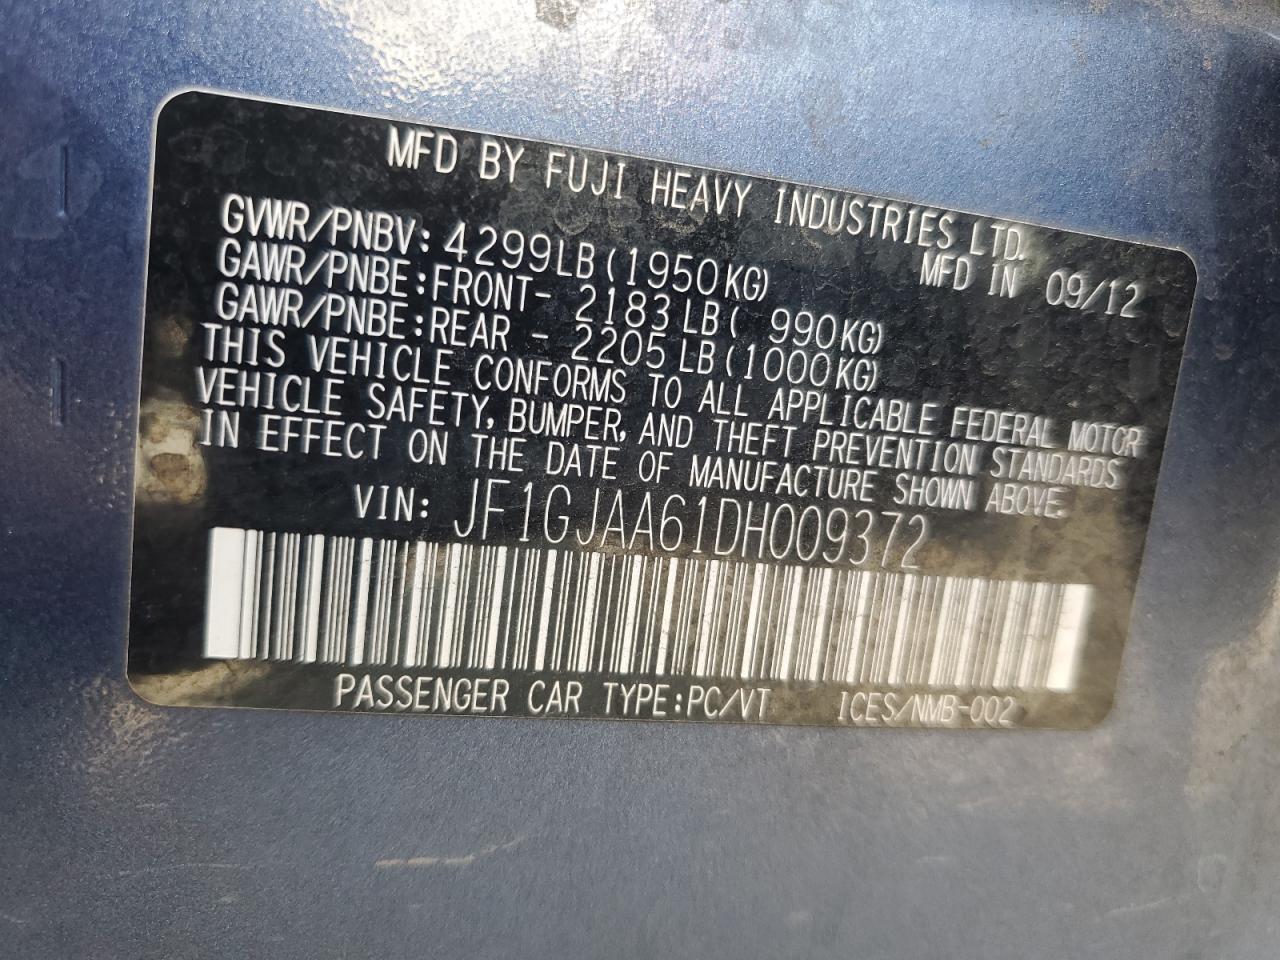 MFD BY FUJI HEAVY INDUSTRIES LTD.
MFD IN 09/12
GVWR/PNBV: 4299LB (1950KG)
GAWR/PNBE: FRONT- 2183 LB ( 990KG)
GAWR/PNBE: REAR - 2205 LB (1000KG)
THIS VEHICLE CONFORMS TO ALL APPLICABLE FEDERAL MOTOR
VEHICLE SAFETY, BUMPER, AND THEFT PREVENTION STANDARDS
IN EFFECT ON THE DATE OF MANUFACTURE SHOWN ABOVE.
VIN: JF1GJAA61DH009372
PASSENGER CAR TYPE:PC/VT ICES/NMB-002